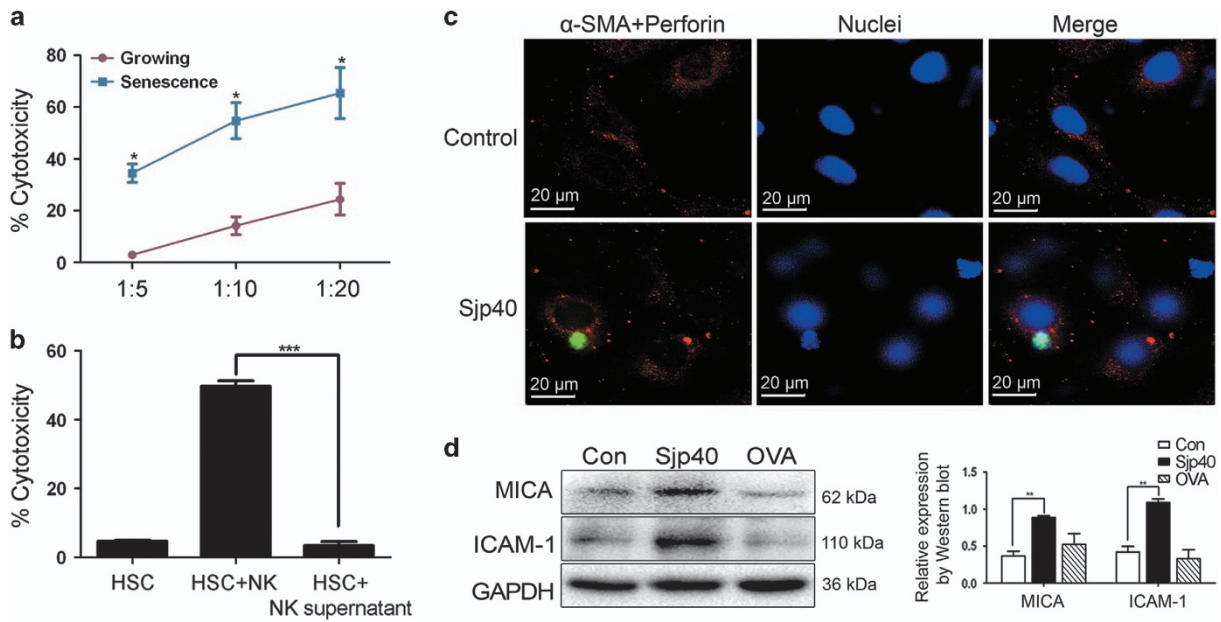 a
80
60
40
20
0
% Cytotoxicity
Growing
Senescence
*
*
*
1:5
1:10
1:20
b
60
40
20
0
% Cytotoxicity
***
HSC
HSC+NK
HSC+
NK supernatant
c
α-SMA+Perforin
Nuclei
Merge
Control
20 µm
20 µm
20 µm
Sjp40
20 µm
20 µm
20 µm
d
Con
Sjp40
OVA
MICA
62 kDa
ICAM-1
110 kDa
GAPDH
36 kDa
Relative expression
by Western blot
1.5
1.0
0.5
0.0
Con
Sjp40
OVA
**
**
MICA
ICAM-1